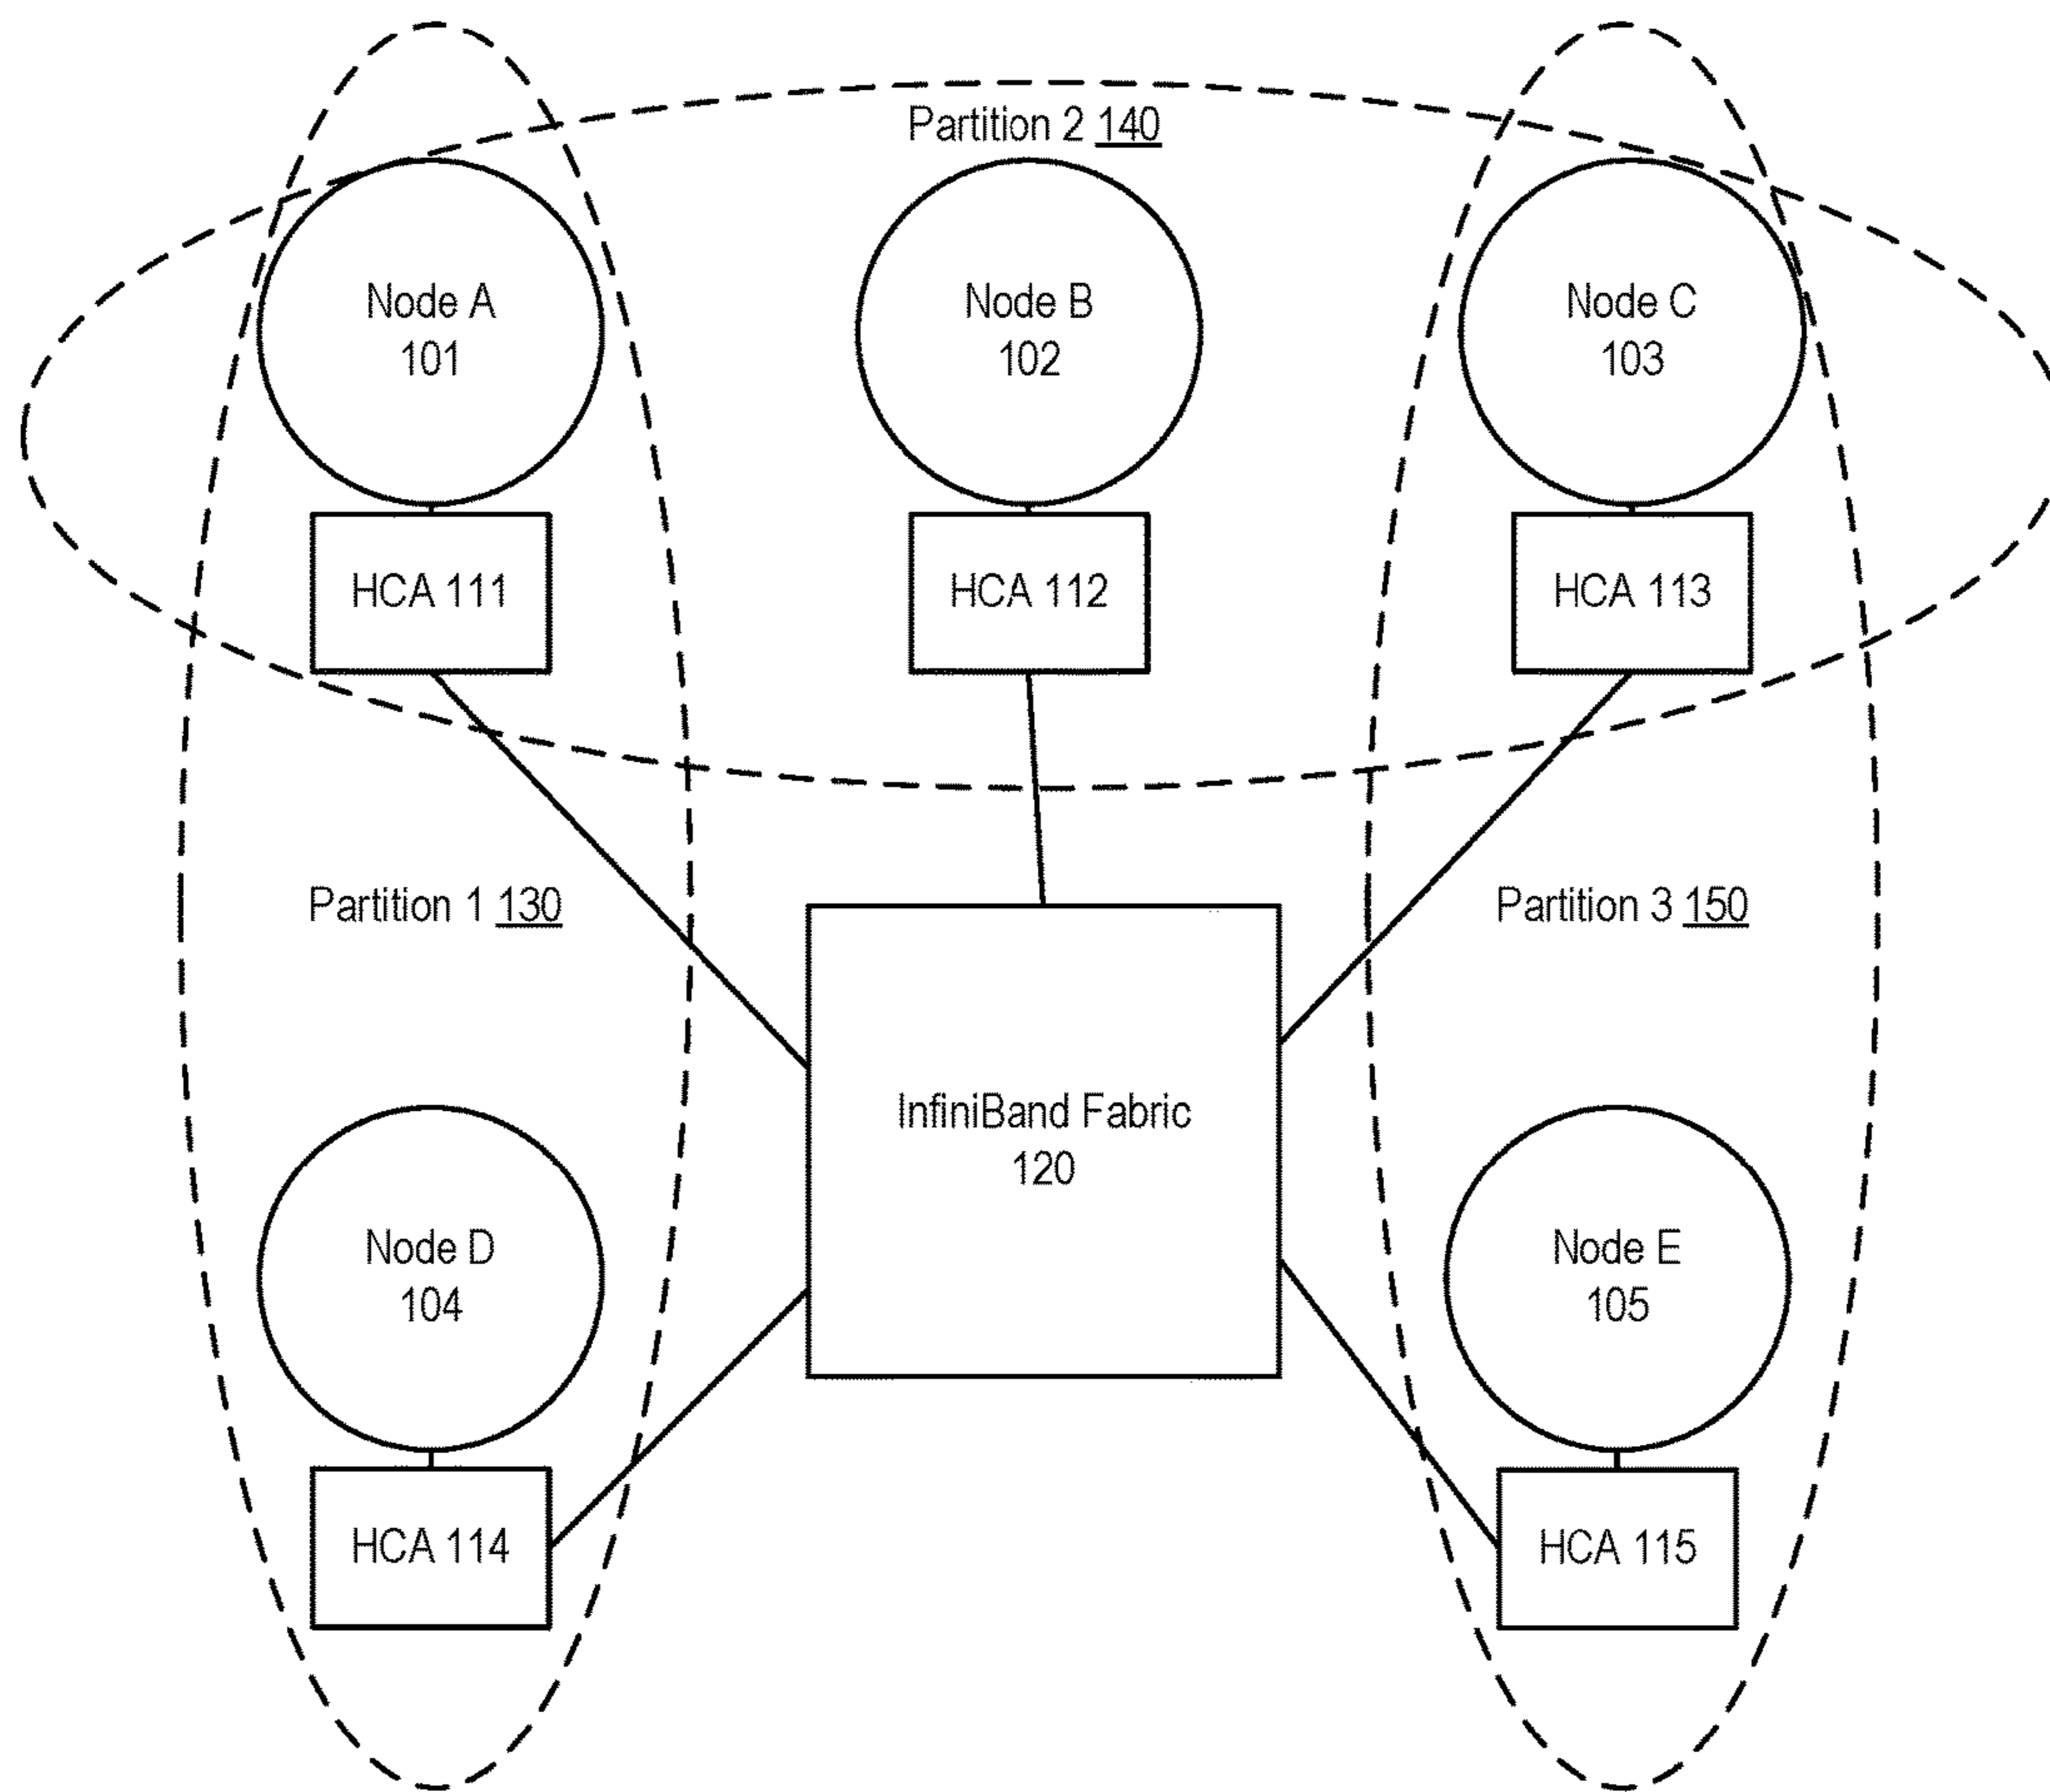 Partition 2 140
Node A
101
Node B
102
Node C
103
HCA 111
HCA 112
HCA 113
Partition 1 130
Partition 3 150
InfiniBand Fabric
120
Node D
104
Node E
105
HCA 114
HCA 115